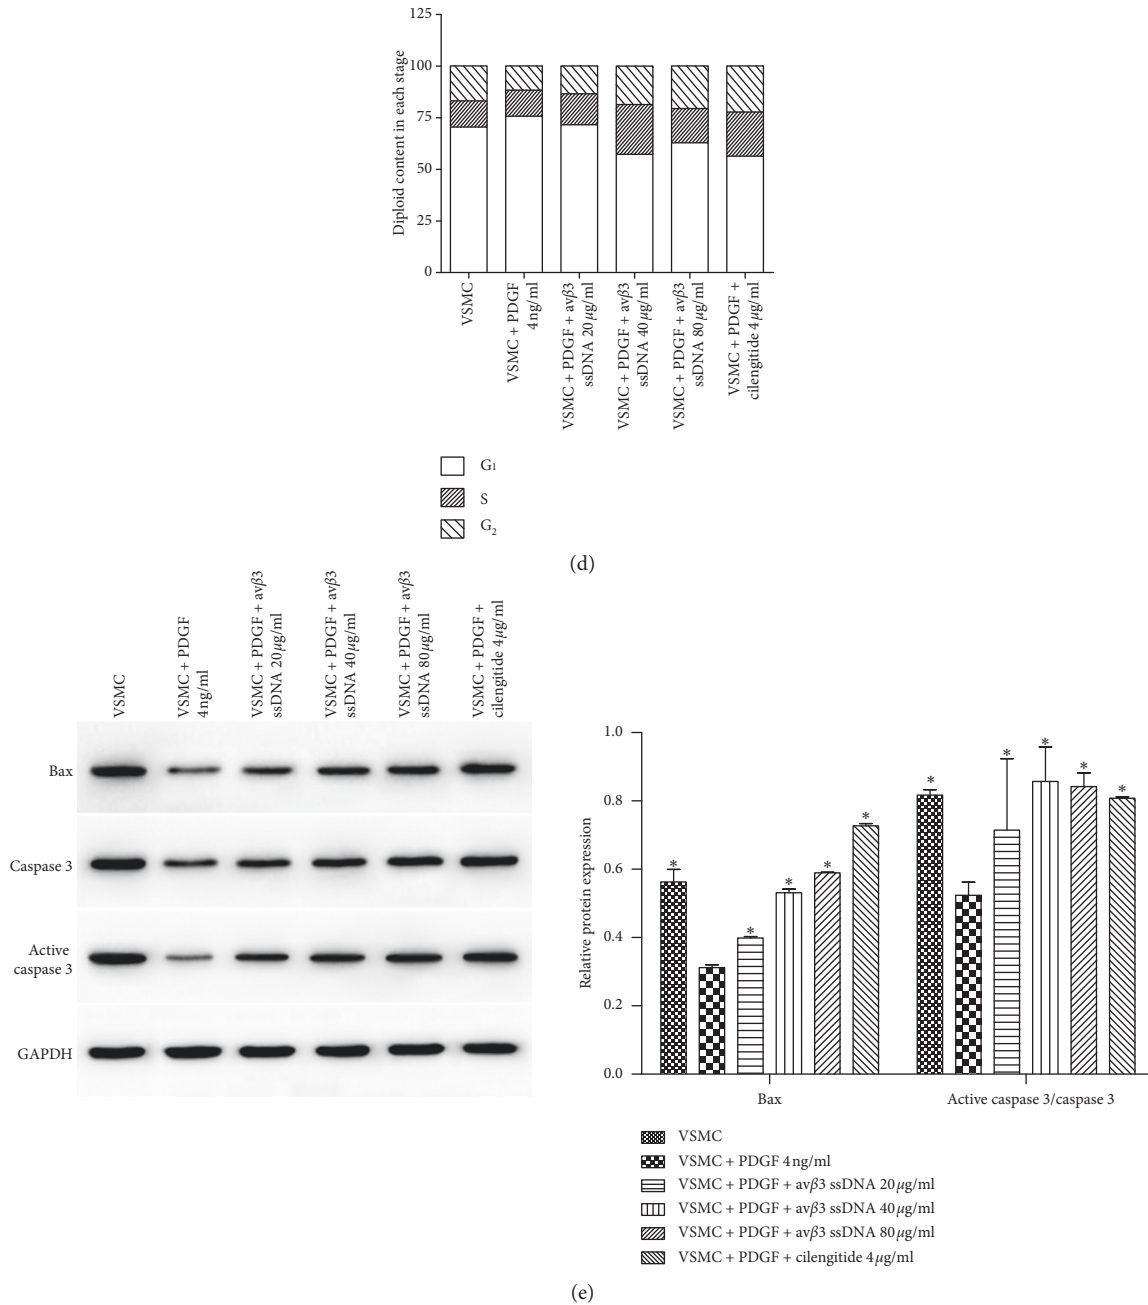 125
100
75
50
25
0
Diploid content in each stage
VSMC
VSMC + PDGF
4 ng/ml
VSMC + PDGF + avβ3
ssDNA 20 μg/ml
VSMC + PDGF + avβ3
ssDNA 40 μg/ml
VSMC + PDGF + avβ3
ssDNA 80 μg/ml
VSMC + PDGF +
cilengitide 4 μg/ml
G1
S
G2
(d)
VSMC
VSMC + PDGF
4 ng/ml
VSMC + PDGF + avβ3
ssDNA 20 μg/ml
VSMC + PDGF + avβ3
ssDNA 40 μg/ml
VSMC + PDGF + avβ3
ssDNA 80 μg/ml
VSMC + PDGF +
cilengitide 4 μg/ml
Bax
Caspase 3
Active
caspase 3
GAPDH
1.0
0.8
0.6
0.4
0.2
0.0
Relative protein expression
* * * * * * * * * *
Bax
Active caspase 3/caspase 3
VSMC
VSMC + PDGF 4 ng/ml
VSMC + PDGF + avβ3 ssDNA 20 μg/ml
VSMC + PDGF + avβ3 ssDNA 40 μg/ml
VSMC + PDGF + avβ3 ssDNA 80 μg/ml
VSMC + PDGF + cilengitide 4 μg/ml
(e)